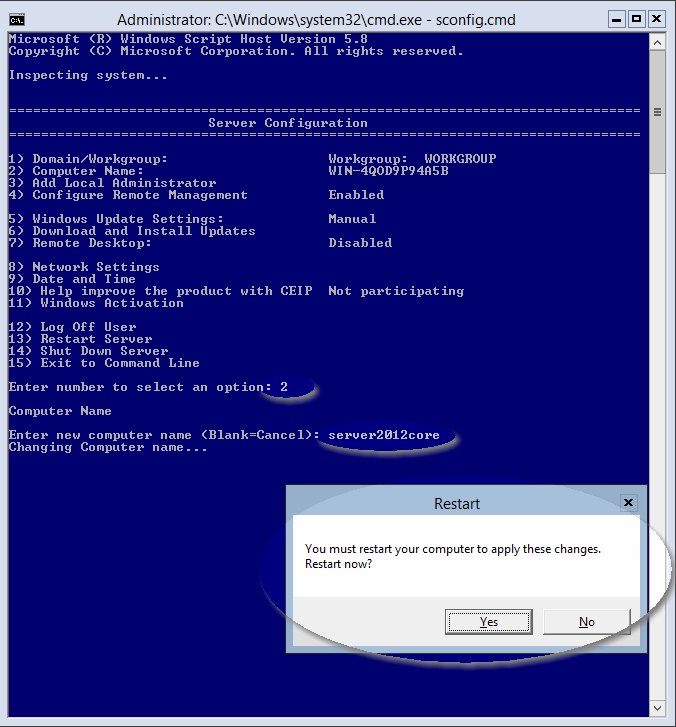 Administrator: C:\Windows\system32\cmd.exe - sconfig.cmd
Microsoft (R) Windows Script Host Version 5.8
Copyright (C) Microsoft Corporation. All rights reserved.
Inspecting system...
===============================================================================
Server Configuration
===============================================================================
1) Domain/Workgroup: Workgroup: WORKGROUP
2) Computer Name: WIN-4QOD9P94A5B
3) Add Local Administrator
4) Configure Remote Management Enabled
5) Windows Update Settings: Manual
6) Download and Install Updates
7) Remote Desktop: Disabled
8) Network Settings
9) Date and Time
10) Help improve the product with CEIP Not participating
11) Windows Activation
12) Log Off User
13) Restart Server
14) Shut Down Server
15) Exit to Command Line
Enter number to select an option: 2
Computer Name
Enter new computer name (Blank=Cancel): server2012core
Changing Computer name...
Restart
You must restart your computer to apply these changes.
Restart now?
Yes No